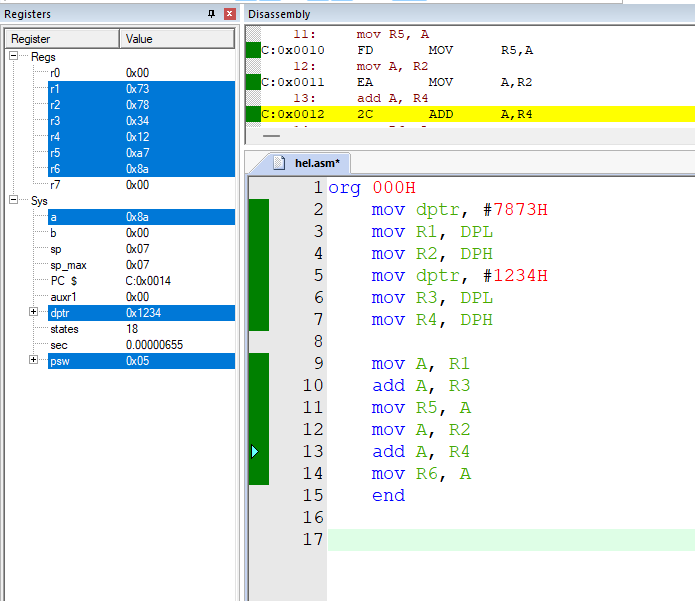 Registers
Register Value
Regs
r0 0x00
r1 0x73
r2 0x78
r3 0x34
r4 0x12
r5 0xa7
r6 0x8a
r7 0x00
Sys
a 0x8a
b 0x00
sp 0x07
sp_max 0x07
PC $ C:0x0014
auxr1 0x00
dptr 0x1234
states 18
sec 0.00000655
psw 0x05
Disassembly
11: mov R5, A
C:0x0010 FD MOV R5,A
12: mov A, R2
C:0x0011 EA MOV A,R2
13: add A, R4
C:0x0012 2C ADD A,R4
hel.asm*
1 org 000H
2 mov dptr, #7873H
3 mov R1, DPL
4 mov R2, DPH
5 mov dptr, #1234H
6 mov R3, DPL
7 mov R4, DPH
8
9 mov A, R1
10 add A, R3
11 mov R5, A
12 mov A, R2
13 add A, R4
14 mov R6, A
15 end
16
17